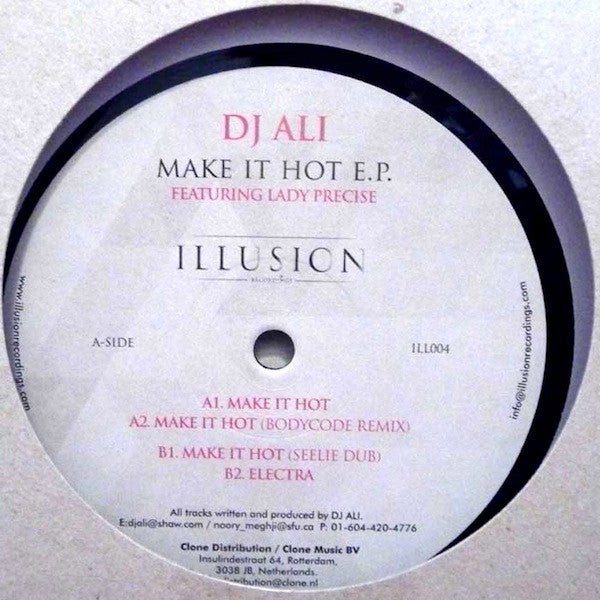 DJ ALI
MAKE IT HOT E.P.
FEATURING LADY PRECISE
ILLUSION
RECORDINGS
www.illusionrecordings.com
info@illusionrecordings.com
A-SIDE
ILL004
A1. MAKE IT HOT
A2. MAKE IT HOT (BODYCODE REMIX)
B1. MAKE IT HOT (SEELIE DUB)
B2. ELECTRA
All tracks written and produced by DJ ALI.
E:djali@shaw.com / noory_meghji@sfu.ca P: 01-604-420-4776
Clone Distribution / Clone Music BV
Insulindestraat 64, Rotterdam,
3038 JB, Netherlands.